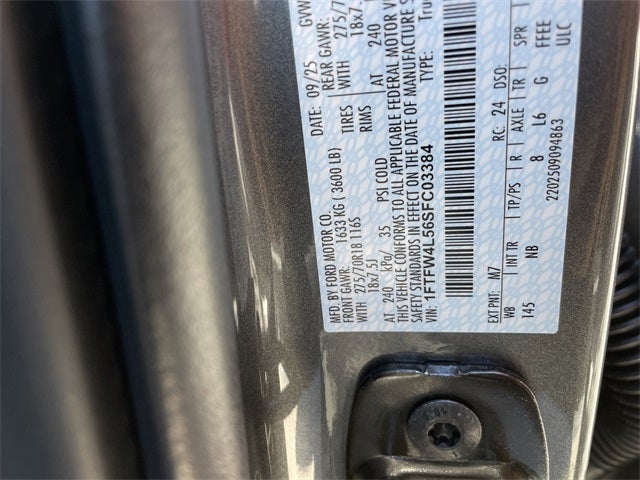 MFD. BY FORD MOTOR CO. DATE: 09/25 GVW
FRONT GAWR: 1633 KG ( 3600 LB) REAR GAWR:
WITH 275/70R18 116S TIRES WITH 275/70
18x7.5J RIMS 18x7.
AT 240 kPa/ 35 PSI COLD AT 240
THIS VEHICLE CONFORMS TO ALL APPLICABLE FEDERAL MOTOR VE
SAFETY STANDARDS IN EFFECT ON THE DATE OF MANUFACTURE S
VIN: 1FTFW4L56SFC03384 TYPE: Tru
EXT PNT: M7 RC: 24 DSO:
WB INT TR TP/PS R AXLE TR SPR
145 NB 8 L6 G FFEE
2202509094863 ULC